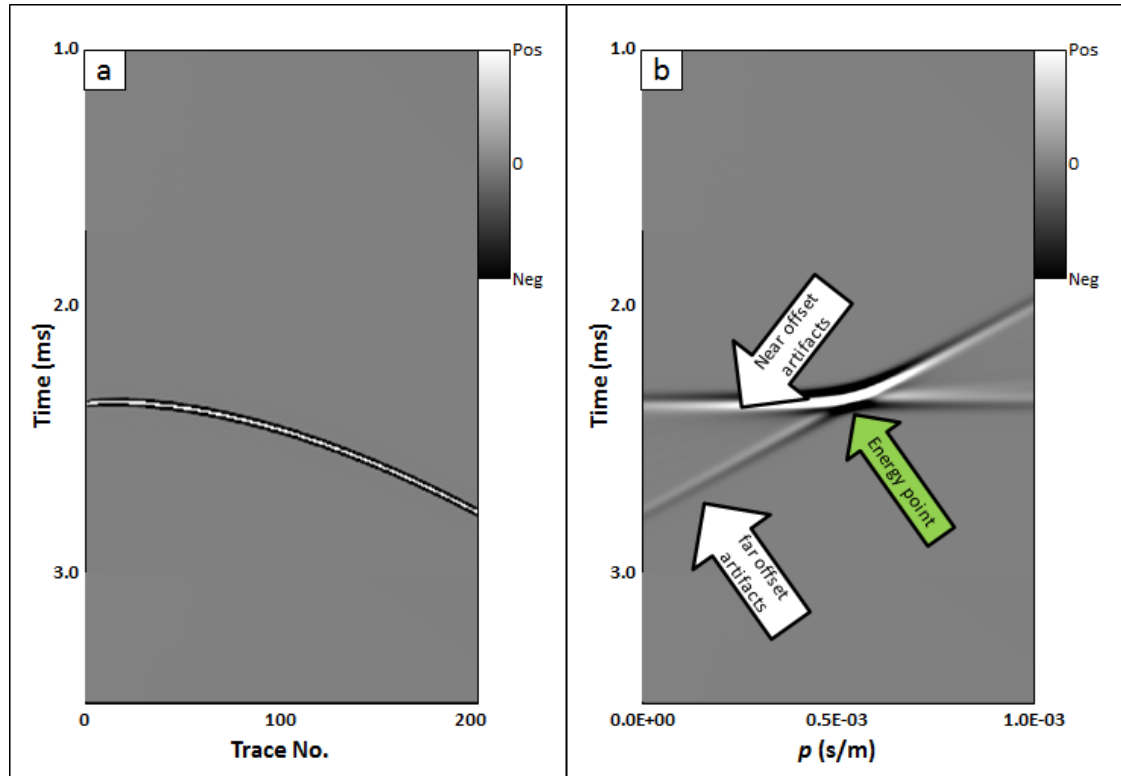 a
1.0
2.0
3.0
Time (ms)
Pos
0
Neg
0
100
200
Trace No.
b
1.0
2.0
3.0
Time (ms)
Pos
0
Neg
Near offset
artifacts
Energy point
far offset
artifacts
0.0E+00
0.5E-03
1.0E-03
p (s/m)